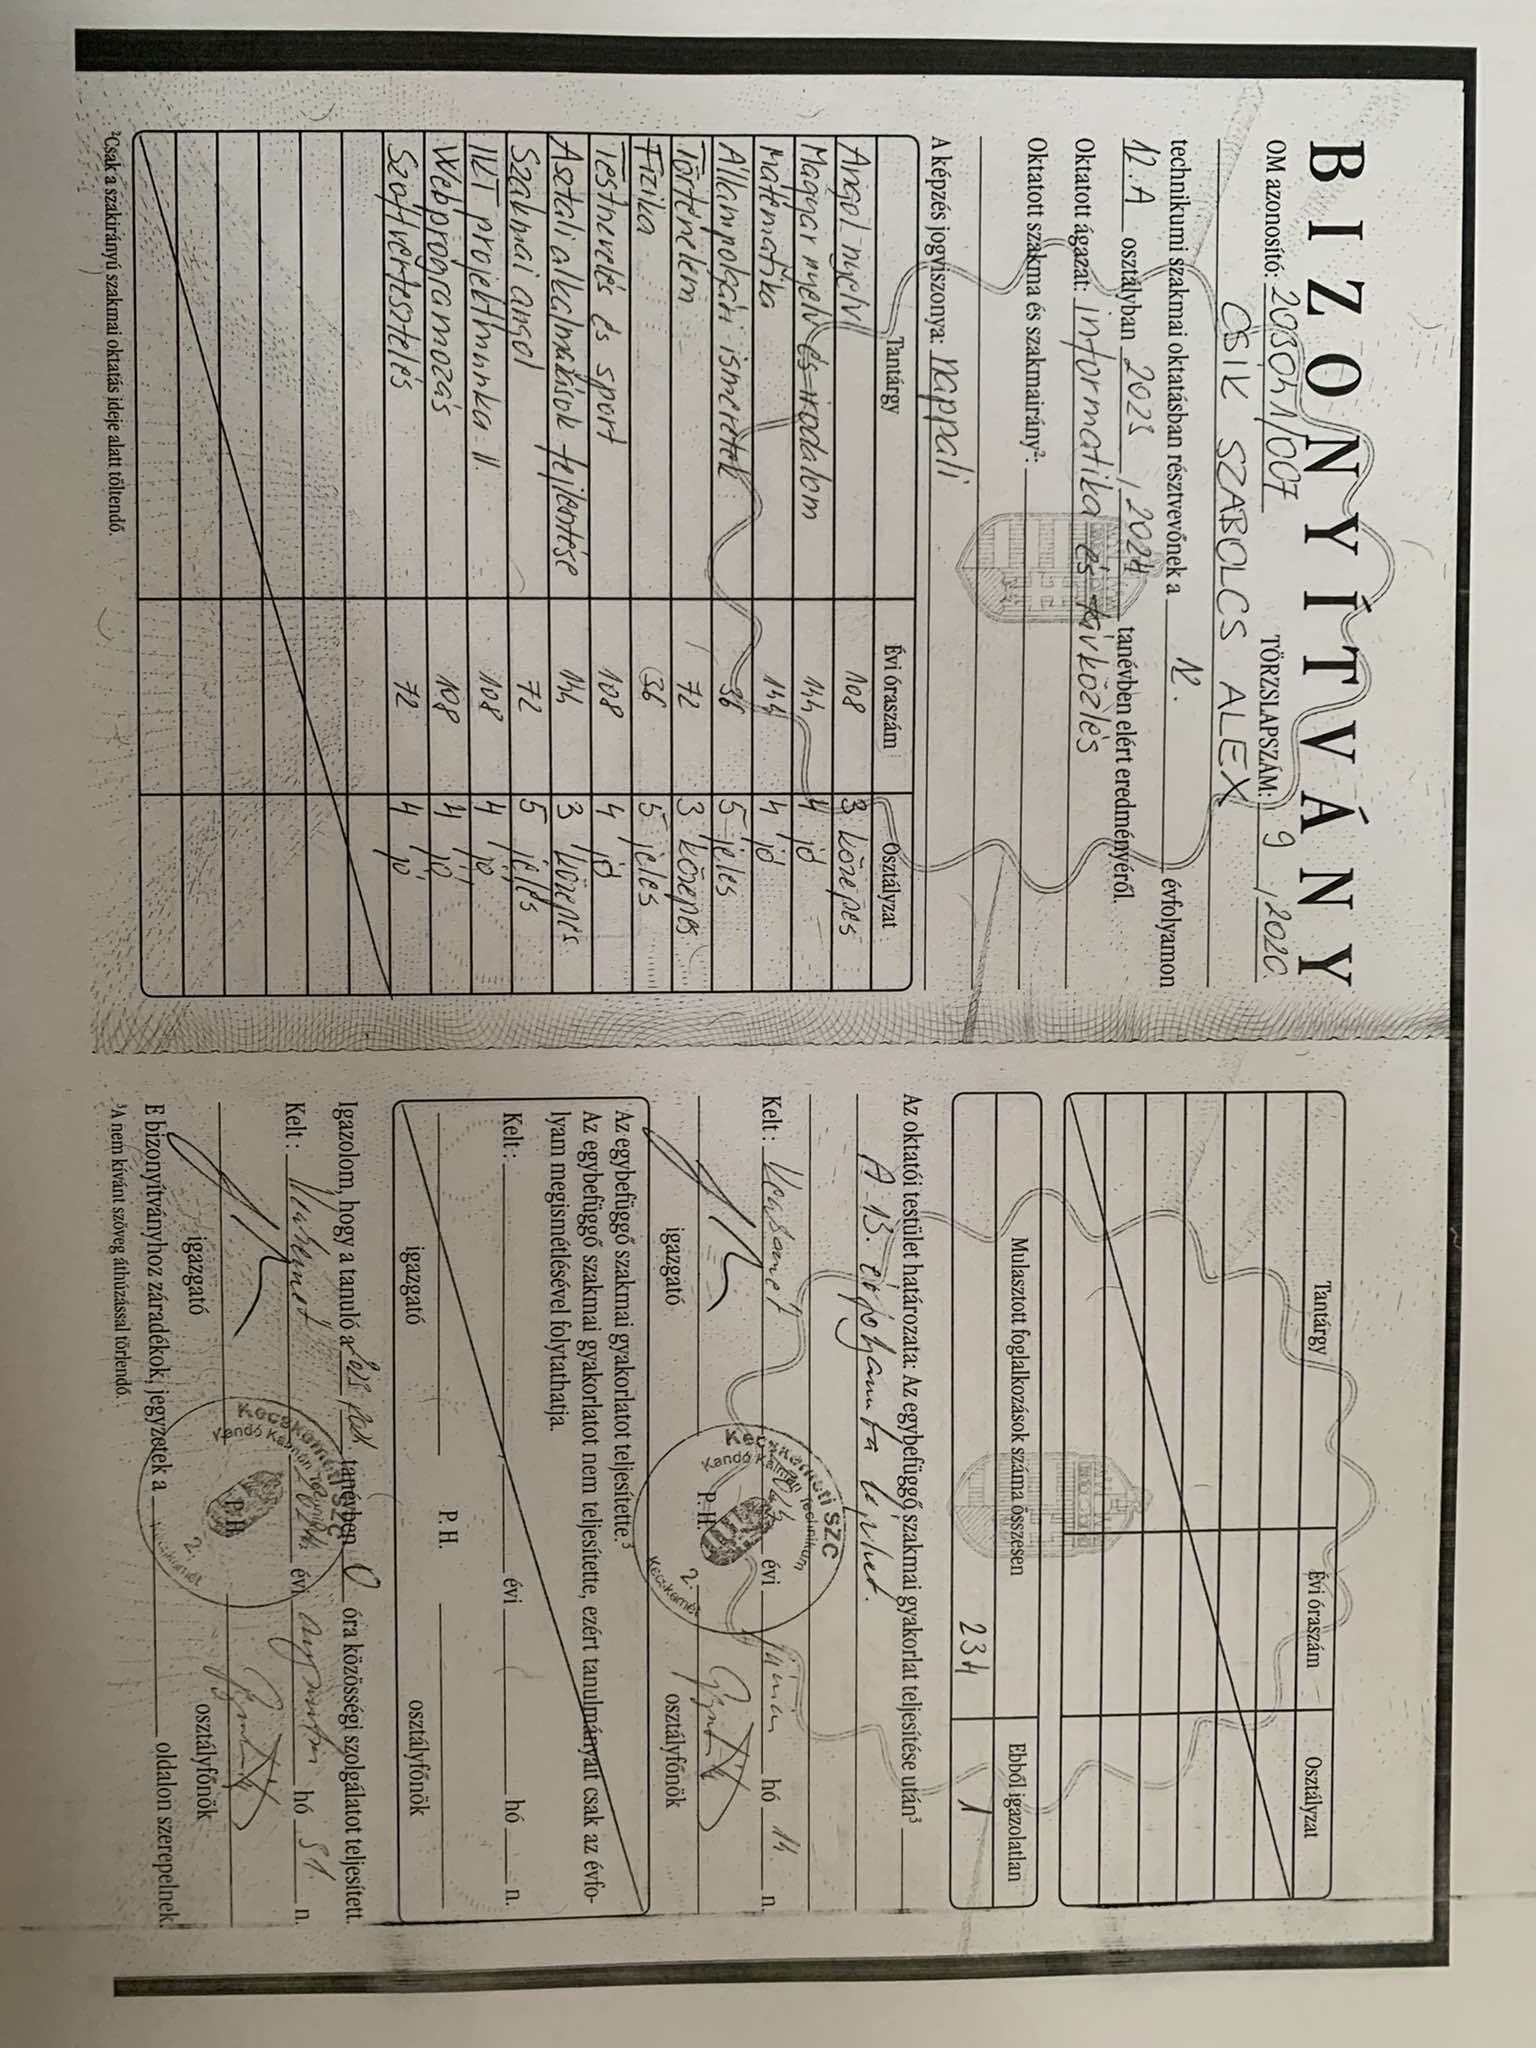 BIZONYÍTVÁNY
OM azonosító: 203041/007 TÖRZSLAPSZÁM: 9 / 2020
CSIK SZABOLCS ALEX
technikumi szakmai oktatásban résztvevőnek a 12. évfolyamon
12.A osztályban 2023 / 2024 tanévben elért eredményéről.
Oktatott ágazat: informatika és távközlés
Oktatott szakma és szakmairány²:
A képzés jogviszonya: nappali
Tantárgy Évi óraszám Osztályzat
Angol nyelv 108 3 közepes
Magyar nyelv és irodalom 144 4 jó
Matematika 144 4 jó
Állampolgári ismeretek 36 5 jeles
Történelem 72 3 közepes
Fizika 36 5 jeles
Testnevelés és sport 108 4 jó
Asztali alkalmazások fejlesztése 144 3 közepes
Szakmai angol 72 5 jeles
IKT projektmunka II 108 4 jó
Webprogramozás 108 4 jó
Szoftvertesztelés 72 4 jó
²Csak a szakirányú szakmai oktatás ideje alatt töltendő.
Tantárgy Évi óraszám Osztályzat
Mulasztott foglalkozások száma összesen Ebből igazolatlan
234 1
Az oktatói testület határozata: Az egybefüggő szakmai gyakorlat teljesítése után³
A 13. évfolyamba léphet.
Kelt: Kecskemét 2024 évi június hó 14. n.
igazgató P. H. osztályfőnök
Kecskeméti SZC
Kandó Kálmán Technikum
2.
Kecskemét
Az egybefüggő szakmai gyakorlatot teljesítette.³
Az egybefüggő szakmai gyakorlatot nem teljesítette, ezért tanulmányait csak az évfo-
lyam megismétlésével folytathatja.
Kelt: , évi hó n.
igazgató P. H. osztályfőnök
Igazolom, hogy a tanuló a tanévben 0 óra közösségi szolgálatot teljesített.
Kelt: Kecskemét 2024 évi augusztus hó 31. n.
igazgató P. H. osztályfőnök
Kecskeméti SZC
Kandó Kálmán Technikum
2.
Kecskemét
E bizonyítványhoz záradékok, jegyzetek a oldalon szerepelnek.
³A nem kívánt szöveg áthúzással törlendő.